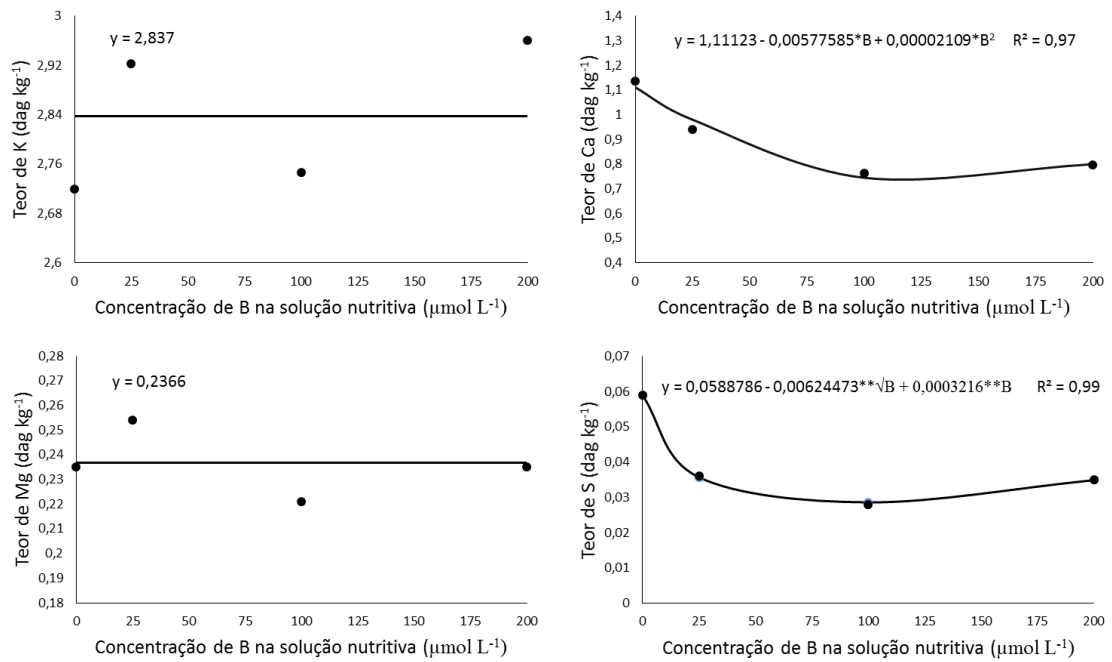 y = 2,837
Teor de K (dag kg⁻¹)
3
2,92
2,84
2,76
2,68
2,6
0 25 50 75 100 125 150 175 200
Concentração de B na solução nutritiva (µmol L⁻¹)
y = 1,11123 - 0,00577585*B + 0,00002109*B² R² = 0,97
Teor de Ca (dag kg⁻¹)
1,4
1,3
1,2
1,1
1
0,9
0,8
0,7
0,6
0,5
0,4
0 25 50 75 100 125 150 175 200
Concentração de B na solução nutritiva (µmol L⁻¹)
y = 0,2366
Teor de Mg (dag kg⁻¹)
0,28
0,27
0,26
0,25
0,24
0,23
0,22
0,21
0,2
0,19
0,18
0 25 50 75 100 125 150 175 200
Concentração de B na solução nutritiva (µmol L⁻¹)
y = 0,0588786 - 0,00624473**√B + 0,0003216**B R² = 0,99
Teor de S (dag kg⁻¹)
0,07
0,06
0,05
0,04
0,03
0,02
0,01
0
0 25 50 75 100 125 150 175 200
Concentração de B na solução nutritiva (µmol L⁻¹)